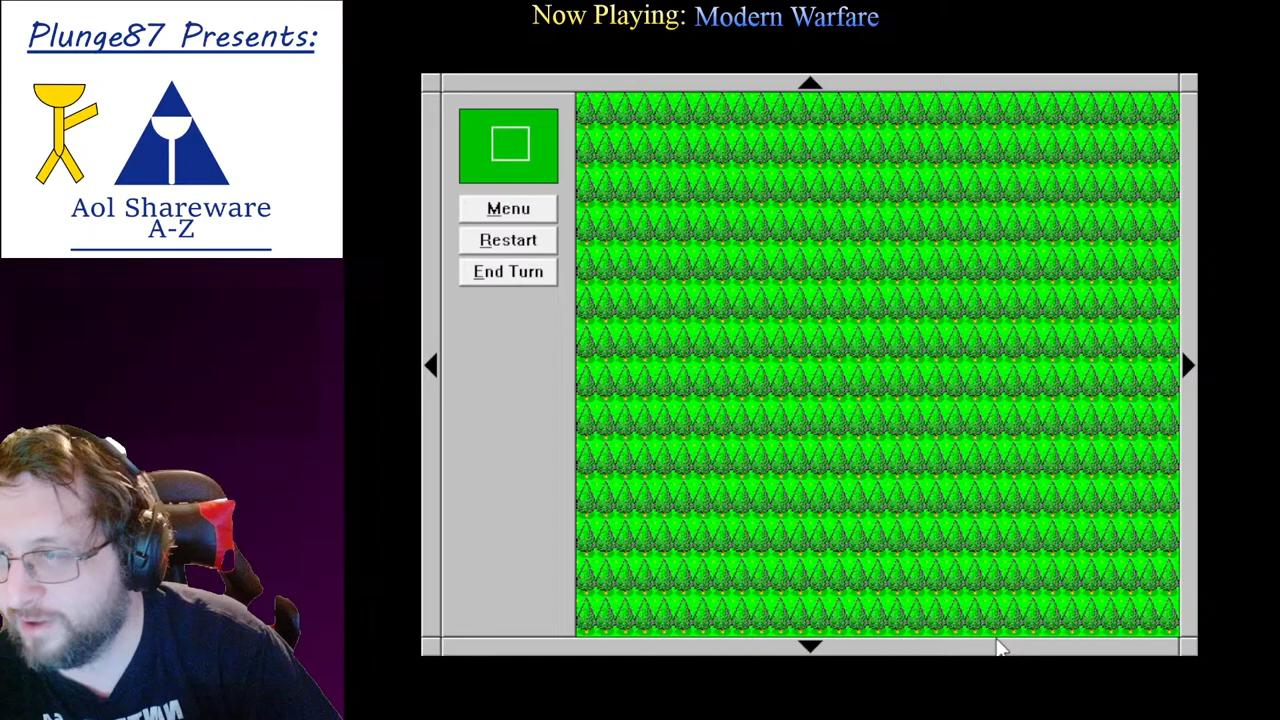 Now Playing: Modern Warfare
Plunge87 Presents:
Aol Shareware
A-Z
Menu
Restart
End Turn